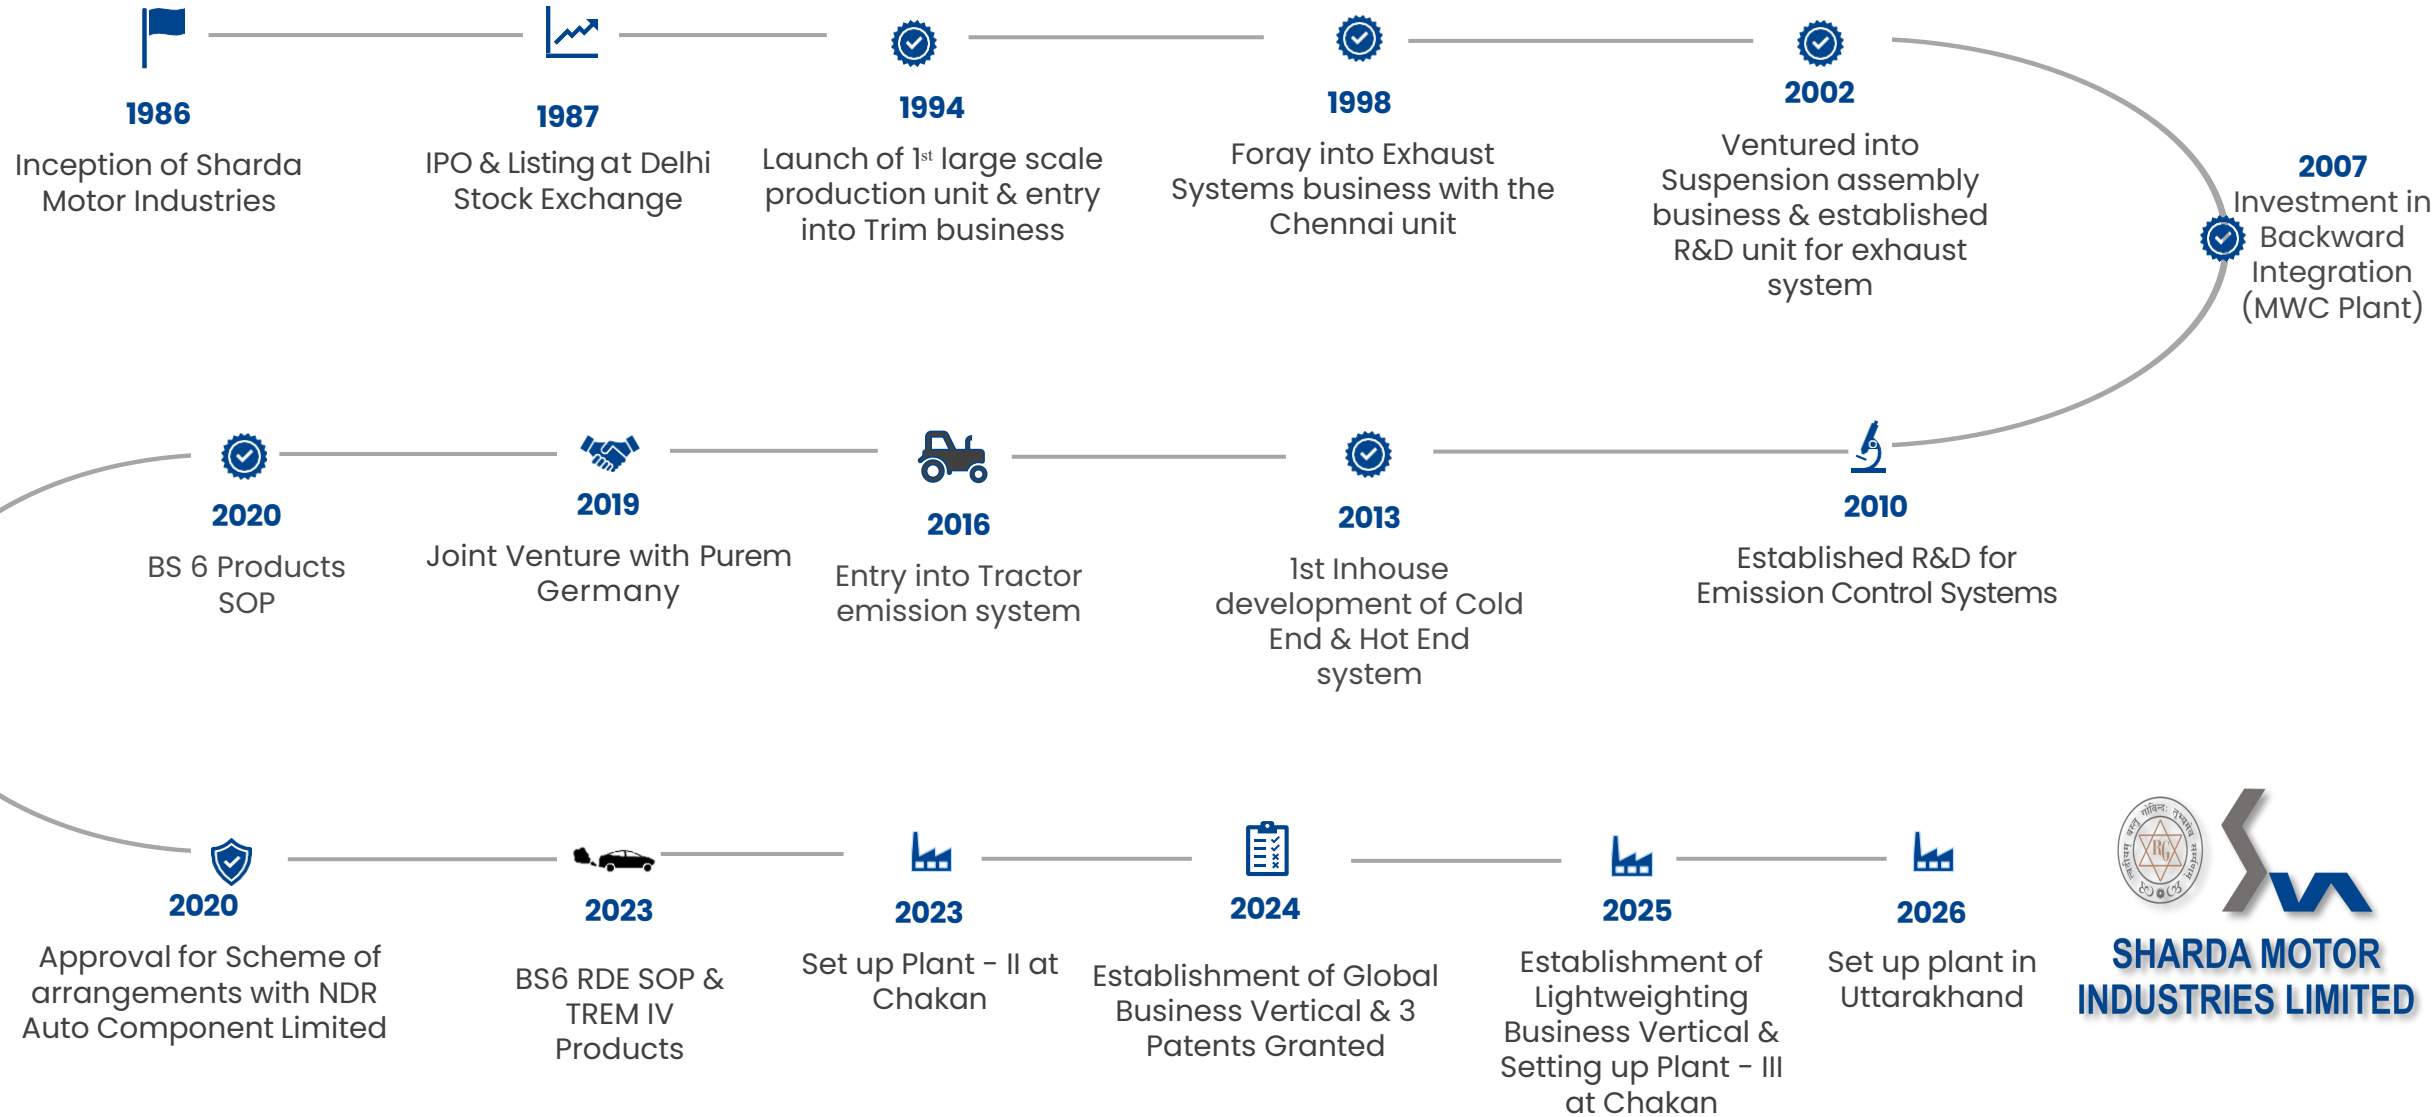 1986
Inception of Sharda
Motor Industries
1987
IPO & Listing at Delhi
Stock Exchange
1994
Launch of 1st large scale
production unit & entry
into Trim business
1998
Foray into Exhaust
Systems business with the
Chennai unit
2002
Ventured into
Suspension assembly
business & established
R&D unit for exhaust
system
2007
Investment in
Backward
Integration
(MWC Plant)
2010
Established R&D for
Emission Control Systems
2013
1st Inhouse
development of Cold
End & Hot End
system
2016
Entry into Tractor
emission system
2019
Joint Venture with Purem
Germany
2020
BS 6 Products
SOP
2020
Approval for Scheme of
arrangements with NDR
Auto Component Limited
2023
BS6 RDE SOP &
TREM IV
Products
2023
Set up Plant - II at
Chakan
2024
Establishment of Global
Business Vertical & 3
Patents Granted
2025
Establishment of
Lightweighting
Business Vertical &
Setting up Plant - III
at Chakan
2026
Set up plant in
Uttarakhand
SHARDA MOTOR
INDUSTRIES LIMITED